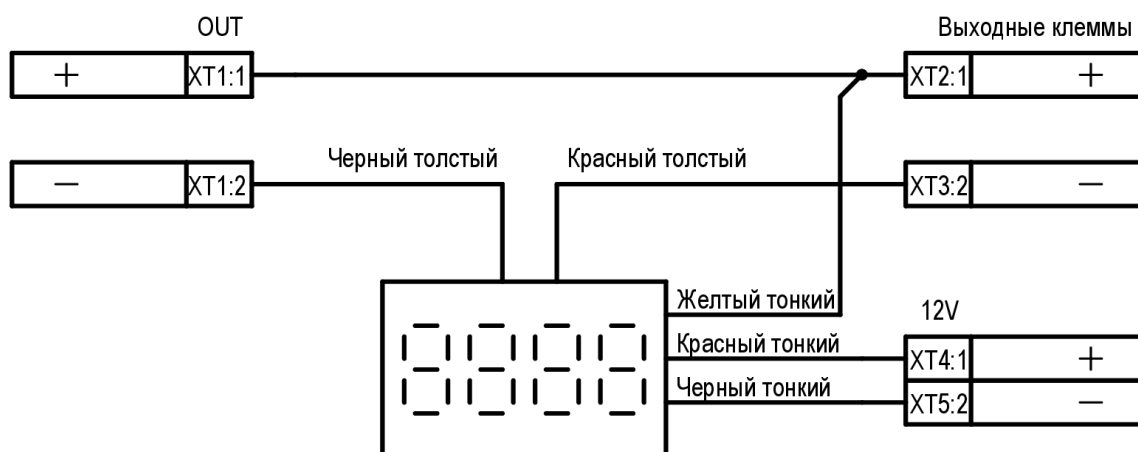 OUT
Выходные клеммы
+ XT1:1
XT2:1 +
Черный толстый
Красный толстый
− XT1:2
XT3:2 −
Желтый тонкий
12V
Красный тонкий
XT4:1 +
Черный тонкий
XT5:2 −